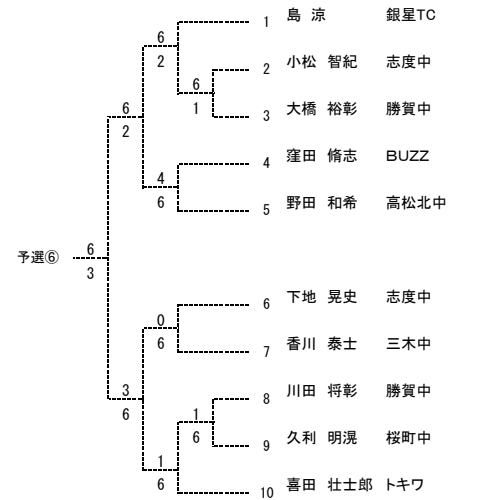 1 島 涼 銀星TC
6
2
2 小松 智紀 志度中
6
1
3 大橋 裕彰 勝賀中
6
2
4 窪田 脩志 BUZZ
4
6
5 野田 和希 高松北中
予選⑥
6
3
6 下地 晃史 志度中
0
6
7 香川 泰士 三木中
3
6
8 川田 将彰 勝賀中
1
6
9 久利 明滉 桜町中
1
6
10 喜田 壮士郎 トキワ